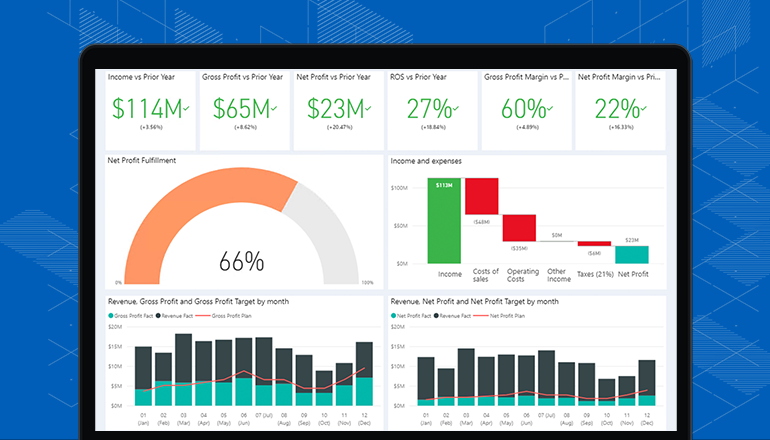 Income vs Prior Year
$114M
(+3.56%)
Gross Profit vs Prior Year
$65M
(+8.62%)
Net Profit vs Prior Year
$23M
(+20.47%)
ROS vs Prior Year
27%
(+18.84%)
Gross Profit Margin vs P...
60%
(+4.89%)
Net Profit Margin vs Pri...
22%
(+16.33%)
Net Profit Fulfillment
66%
0%
100%
Income and expenses
$100M
$50M
$0M
$113M
($48M)
($35M)
$0M
($6M)
$23M
Income
Costs of
sales
Operating
Costs
Other
Income
Taxes (21%)
Net Profit
Revenue, Gross Profit and Gross Profit Target by month
Gross Profit Fact Revenue Fact Gross Profit Plan
$20M
$15M
$10M
$5M
$0M
01 02 03 04 05 06 07 (Jul) 08 09 10 11 12
(Jan) (Feb) (Mar) (Apr) (May) (Jun) (Aug) (Sep) (Oct) (Nov) (Dec)
Revenue, Net Profit and Net Profit Target by month
Net Profit Fact Revenue Fact Net Profit Plan
$20M
$15M
$10M
$5M
$0M
01 02 03 04 05 06 07 (Jul) 08 09 10 11 12
(Jan) (Feb) (Mar) (Apr) (May) (Jun) (Aug) (Sep) (Oct) (Nov) (Dec)